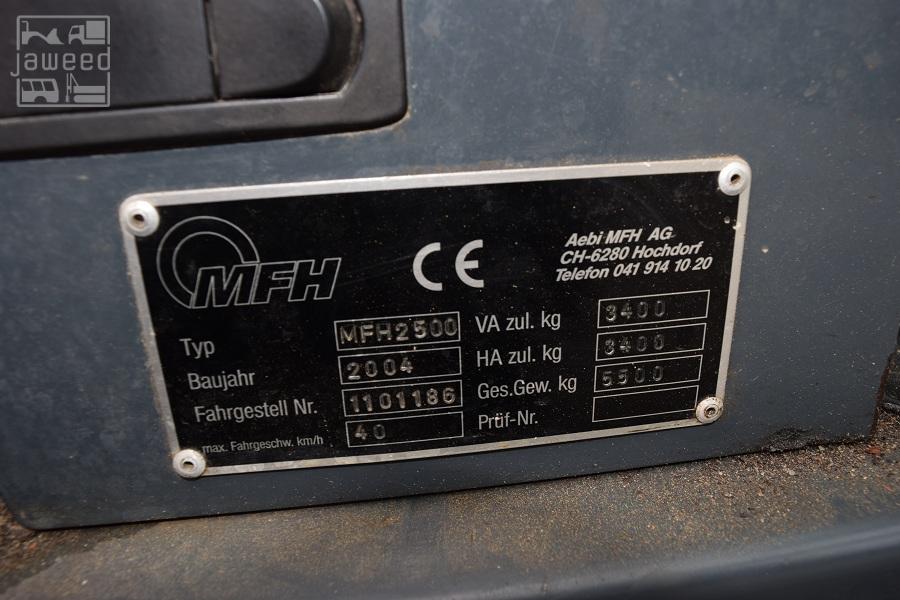 jaweed
MFH
CE
Aebi MFH AG
CH-6280 Hochdorf
Telefon 041 914 10 20
Typ MFH2500
Baujahr 2004
Fahrgestell Nr. 1101186
max. Fahrgeschw. km/h 40
VA zul. kg 3400
HA zul. kg 3400
Ges.Gew. kg 5500
Prüf-Nr.